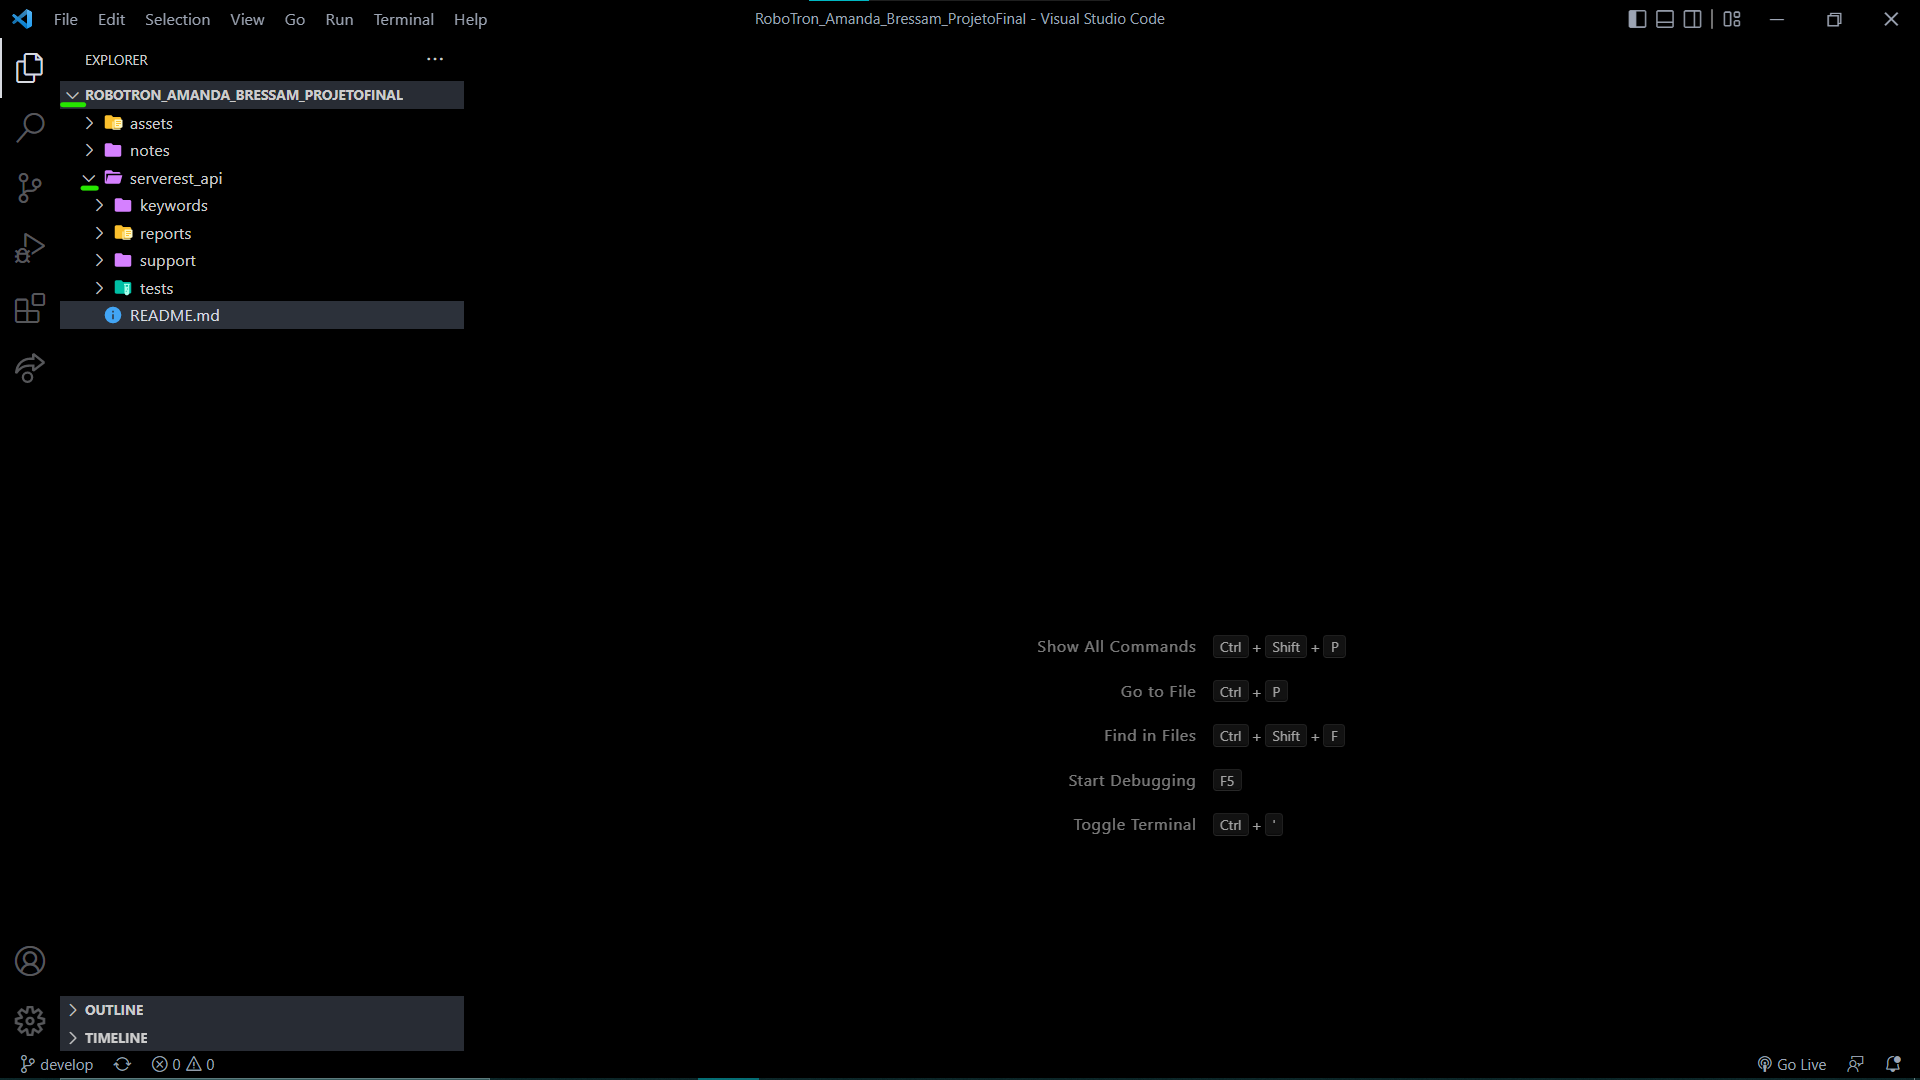 File Edit Selection View Go Run Terminal Help
RoboTron_Amanda_Bressam_ProjetoFinal - Visual Studio Code
EXPLORER
ROBOTRON_AMANDA_BRESSAM_PROJETOFINAL
assets
notes
serverest_api
keywords
reports
support
tests
README.md
Show All Commands Ctrl + Shift + P
Go to File Ctrl + P
Find in Files Ctrl + Shift + F
Start Debugging F5
Toggle Terminal Ctrl + '
OUTLINE
TIMELINE
develop 0 0 Go Live